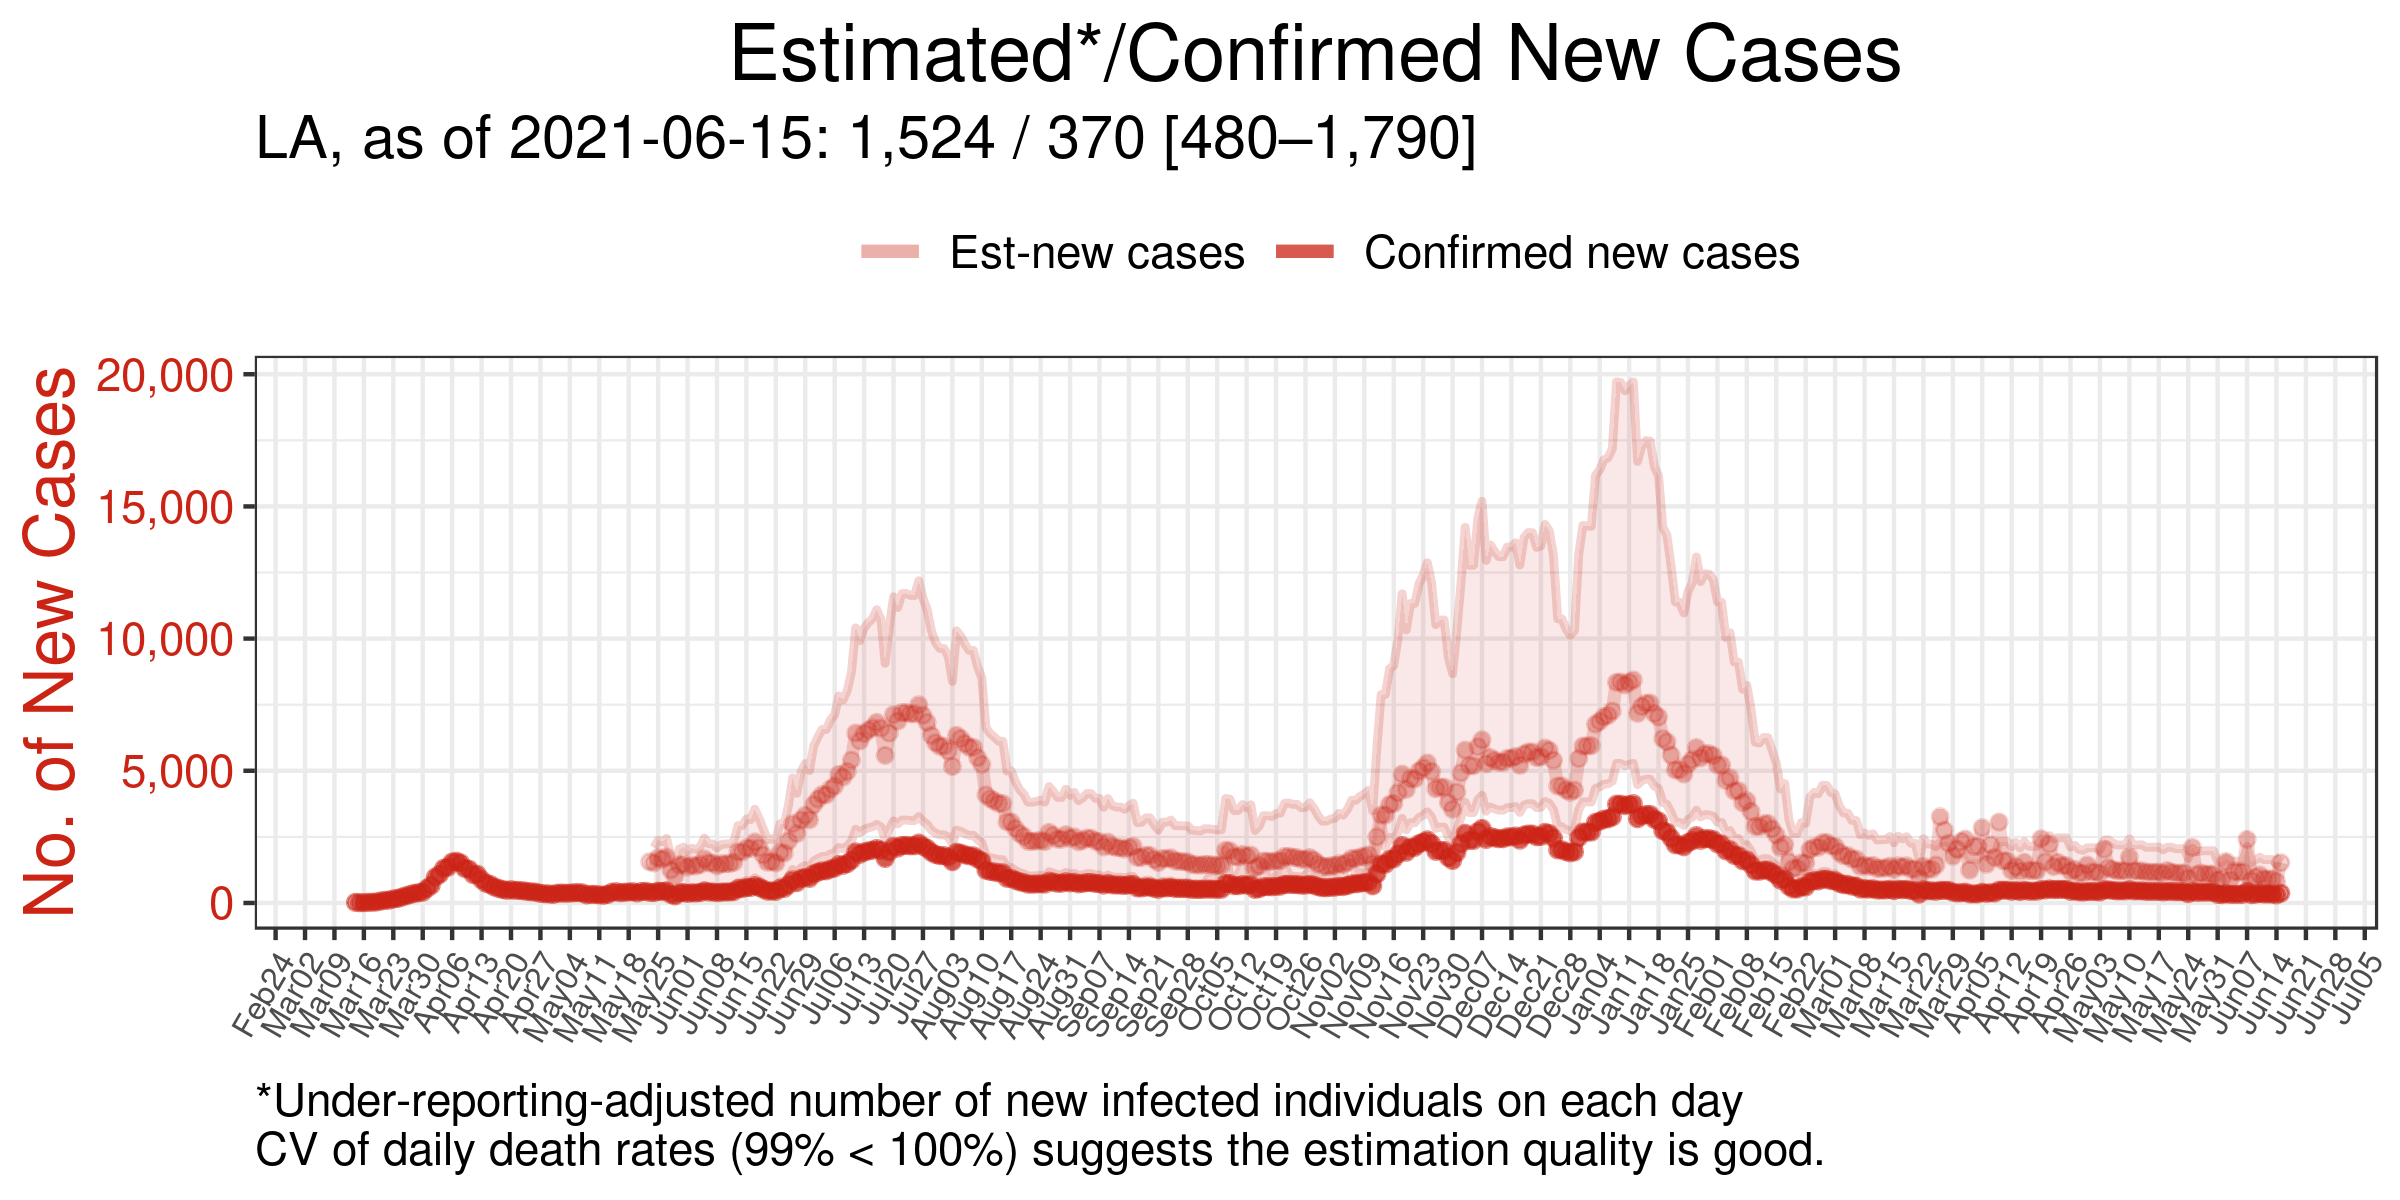 Estimated*/Confirmed New Cases
LA, as of 2021-06-15: 1,524 / 370 [480–1,790]
Est-new cases
Confirmed new cases
No. of New Cases
20,000
15,000
10,000
5,000
0
Feb24
Mar02
Mar09
Mar16
Mar23
Mar30
Apr06
Apr13
Apr20
Apr27
May04
May11
May18
May25
Jun01
Jun08
Jun15
Jun22
Jun29
Jul06
Jul13
Jul20
Jul27
Aug03
Aug10
Aug17
Aug24
Aug31
Sep07
Sep14
Sep21
Sep28
Oct05
Oct12
Oct19
Oct26
Nov02
Nov09
Nov16
Nov23
Nov30
Dec07
Dec14
Dec21
Dec28
Jan04
Jan11
Jan18
Jan25
Feb01
Feb08
Feb15
Feb22
Mar01
Mar08
Mar15
Mar22
Mar29
Apr05
Apr12
Apr19
Apr26
May03
May10
May17
May24
May31
Jun07
Jun14
Jun21
Jun28
Jul05
*Under-reporting-adjusted number of new infected individuals on each day
CV of daily death rates (99% < 100%) suggests the estimation quality is good.